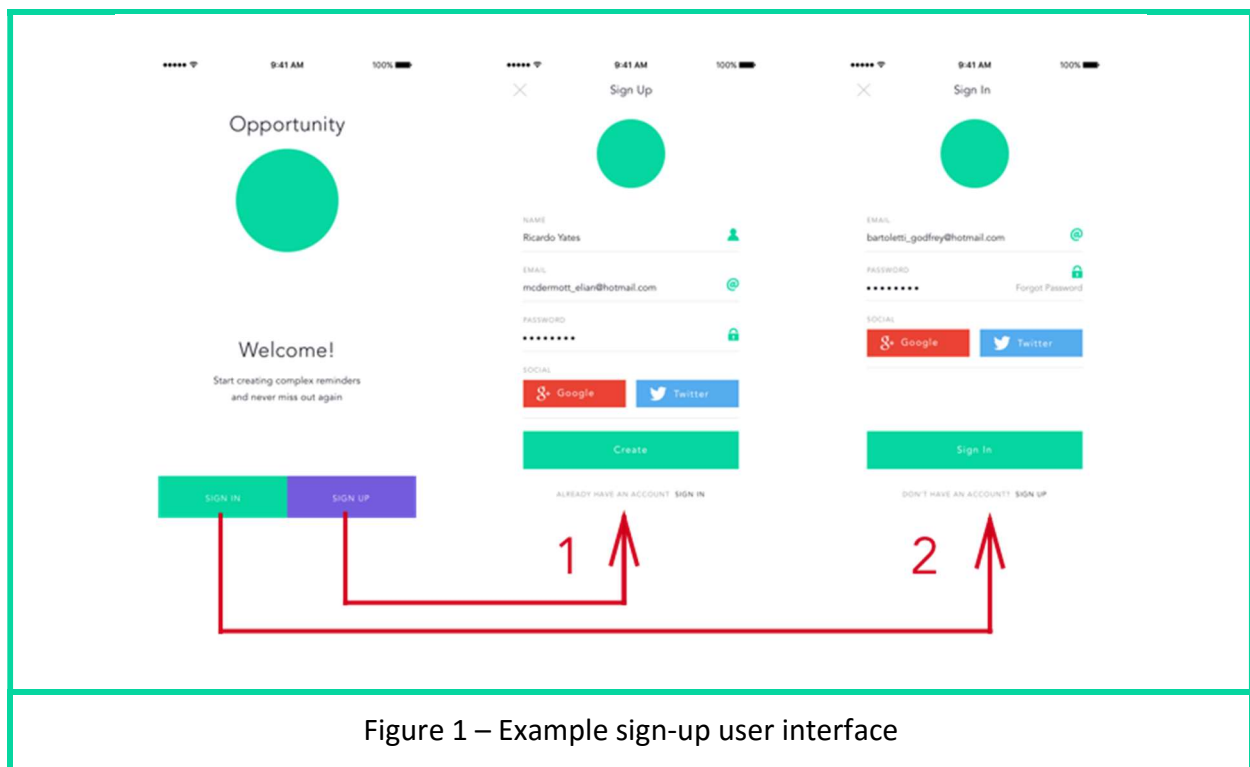 9:41 AM 100%
Opportunity
Welcome!
Start creating complex reminders
and never miss out again
SIGN IN SIGN UP
9:41 AM 100%
Sign Up
NAME
Ricardo Yates
EMAIL
mcdermott_elian@hotmail.com
@
PASSWORD
SOCIAL
g+ Google Twitter
Create
ALREADY HAVE AN ACCOUNT? SIGN IN
1
9:41 AM 100%
Sign In
EMAIL
bartoletti_godfrey@hotmail.com
@
PASSWORD
Forgot Password
SOCIAL
g+ Google Twitter
Sign In
DON'T HAVE AN ACCOUNT? SIGN UP
2
Figure 1 – Example sign-up user interface